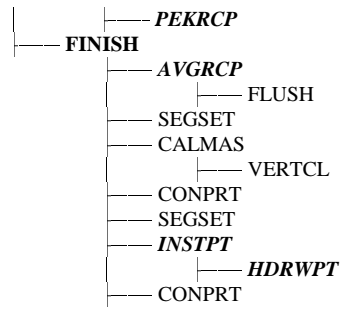 PEKRCP
FINISH
AVGRCP
FLUSH
SEGSET
CALMAS
VERTCL
CONPRT
SEGSET
INSTPT
HDRWPT
CONPRT